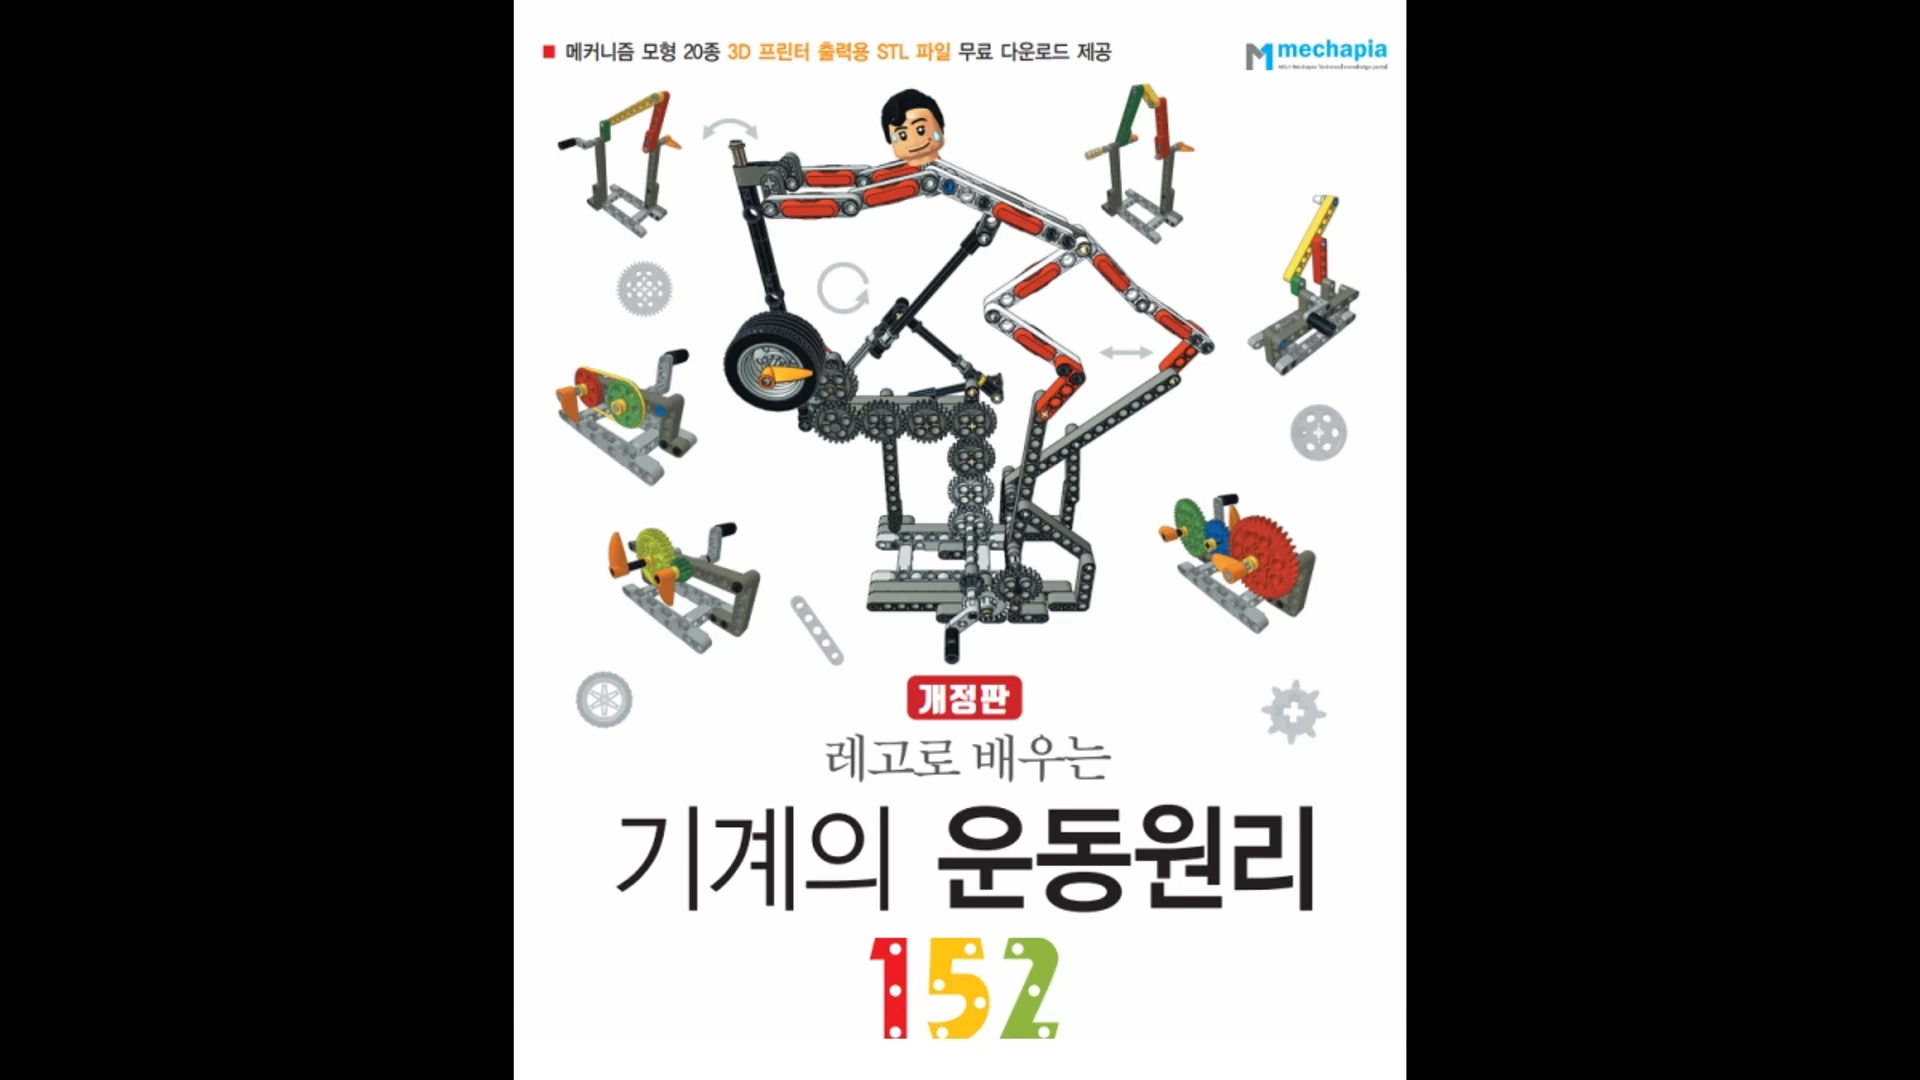 메커니즘 모형 20종 3D 프린터 출력용 STL 파일 무료 다운로드 제공
mechapia
개정판
레고로 배우는
기계의 운동원리
152